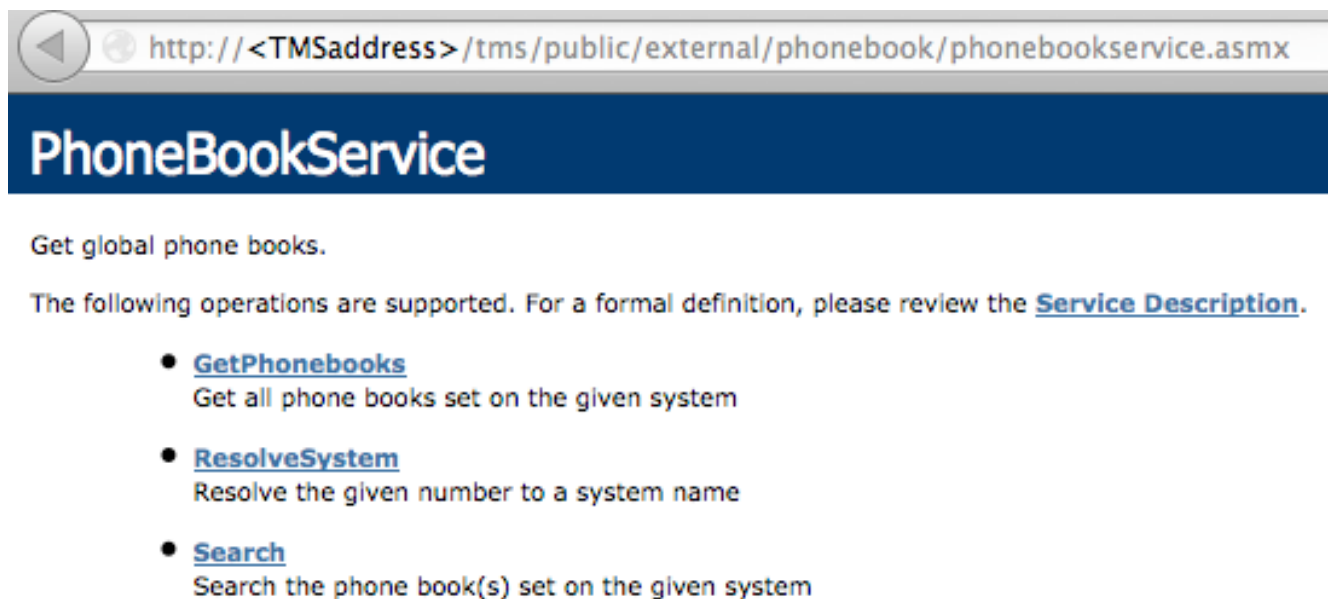 http://<TMSaddress>/tms/public/external/phonebook/phonebookservice.asmx
PhoneBookService
Get global phone books.
The following operations are supported. For a formal definition, please review the Service Description.
GetPhonebooks
Get all phone books set on the given system
ResolveSystem
Resolve the given number to a system name
Search
Search the phone book(s) set on the given system